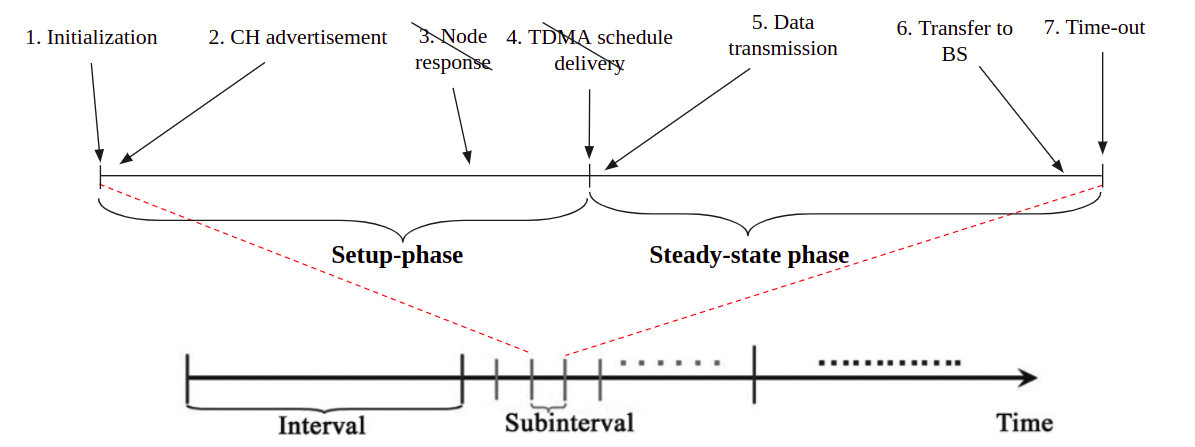 1. Initialization
2. CH advertisement
3. Node
response
4. TDMA schedule
delivery
5. Data
transmission
6. Transfer to
BS
7. Time-out
Setup-phase
Steady-state phase
Interval
Subinterval
Time